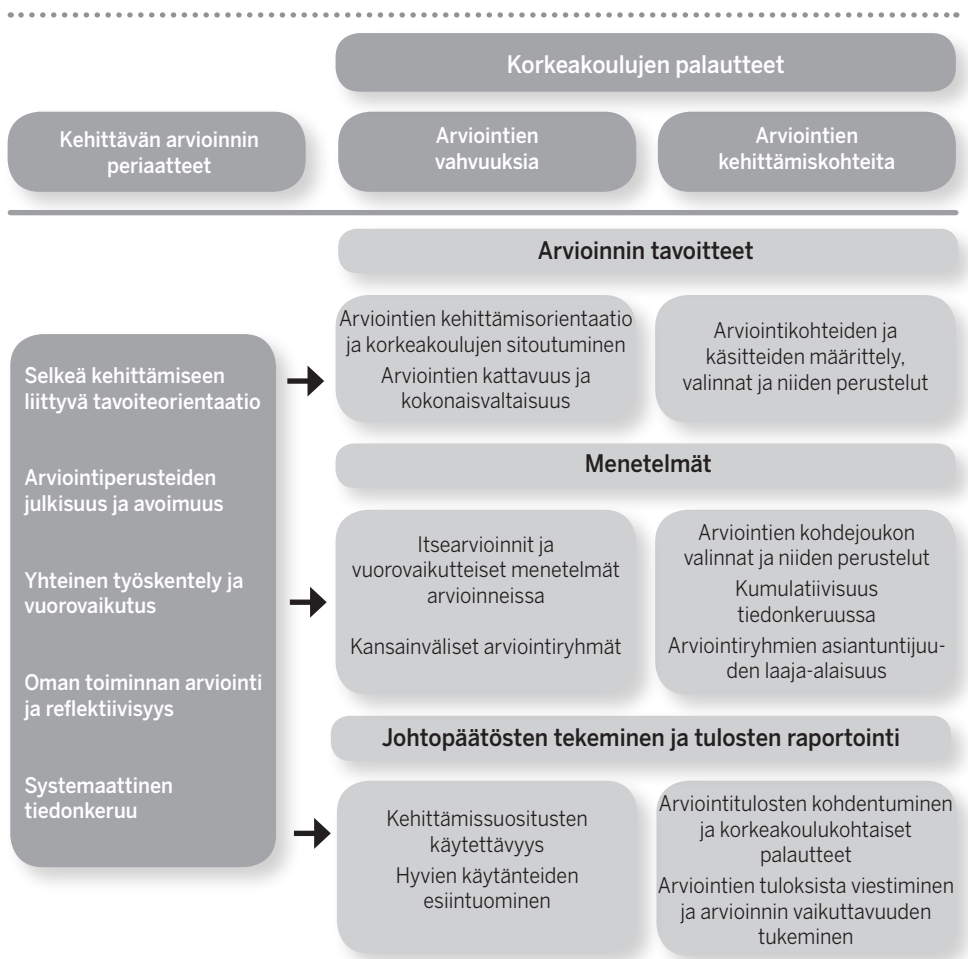 Korkeakoulujen palautteet
Kehittävän arvioinnin
periaatteet
Arviointien
vahvuuksia
Arviointien
kehittämiskohteita
Selkeä kehittämiseen
liittyvä tavoiteorientaatio
Arviointiperusteiden
julkisuus ja avoimuus
Yhteinen työskentely ja
vuorovaikutus
Oman toiminnan arviointi
ja reflektiivisyys
Systemaattinen
tiedonkeruu
Arvioinnin tavoitteet
Arviointien kehittämisorientaatio
ja korkeakoulujen sitoutuminen
Arviointien kattavuus ja
kokonaisvaltaisuus
Arviointikohteiden ja
käsitteiden määrittely,
valinnat ja niiden perustelut
Menetelmät
Itsearvioinnit ja
vuorovaikutteiset menetelmät
arvioinneissa
Kansainväliset arviointiryhmät
Arviointien kohdejoukon
valinnat ja niiden perustelut
Kumulatiivisuus
tiedonkeruussa
Arviointiryhmien asiantuntijuu-
den laaja-alaisuus
Johtopäätösten tekeminen ja tulosten raportointi
Kehittämissuositusten
käytettävyys
Hyvien käytänteiden
esiintuominen
Arviointitulosten kohdentuminen
ja korkeakoulukohtaiset
palautteet
Arviointien tuloksista viestiminen
ja arvioinnin vaikuttavuuden
tukeminen